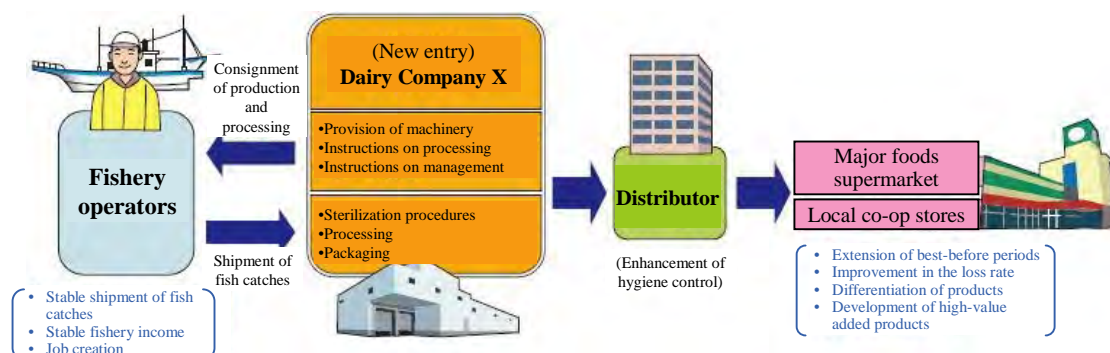 Fishery
operators
• Stable shipment of fish
catches
• Stable fishery income
• Job creation
Consignment
of production
and
processing
Shipment of
fish catches
(New entry)
Dairy Company X
•Provision of machinery
•Instructions on processing
•Instructions on management
•Sterilization procedures
•Processing
•Packaging
Distributor
(Enhancement of
hygiene control)
Major foods
supermarket
Local co-op stores
• Extension of best-before periods
• Improvement in the loss rate
• Differentiation of products
• Development of high-value
added products